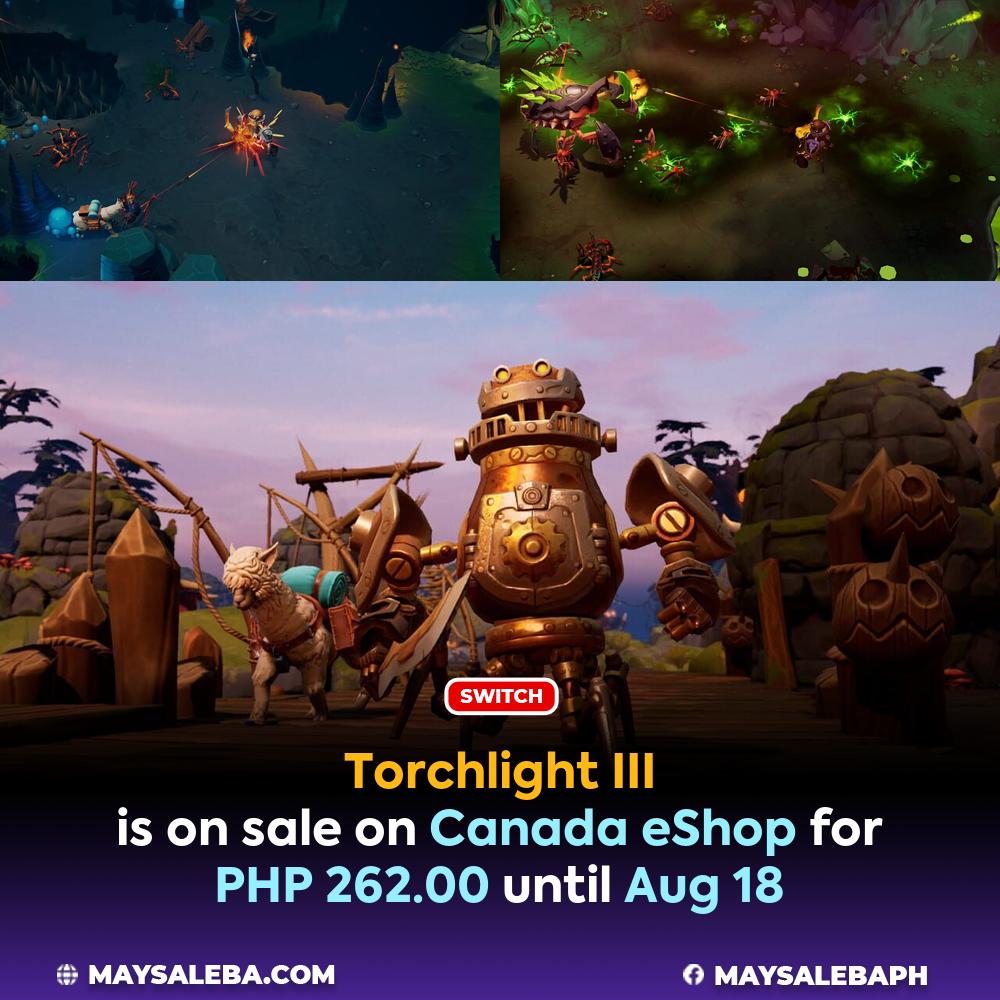 SWITCH
Torchlight III
is on sale on Canada eShop for
PHP 262.00 until Aug 18
MAYSALEBA.COM
MAYSALEBAPH